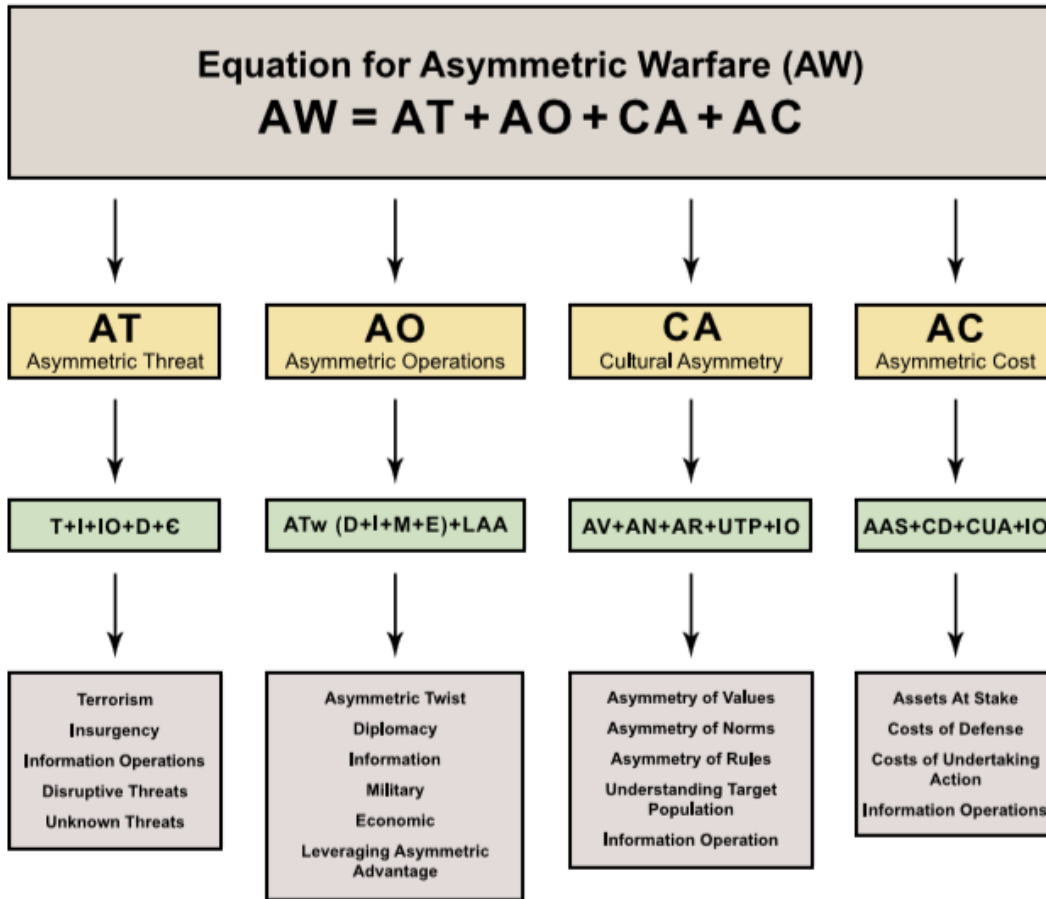 Equation for Asymmetric Warfare (AW)
AW = AT + AO + CA + AC
AT
Asymmetric Threat
AO
Asymmetric Operations
CA
Cultural Asymmetry
AC
Asymmetric Cost
T+I+IO+D+Є
ATw (D+I+M+E)+LAA
AV+AN+AR+UTP+IO
AAS+CD+CUA+IO
Terrorism
Insurgency
Information Operations
Disruptive Threats
Unknown Threats
Asymmetric Twist
Diplomacy
Information
Military
Economic
Leveraging Asymmetric
Advantage
Asymmetry of Values
Asymmetry of Norms
Asymmetry of Rules
Understanding Target
Population
Information Operation
Assets At Stake
Costs of Defense
Costs of Undertaking
Action
Information Operations